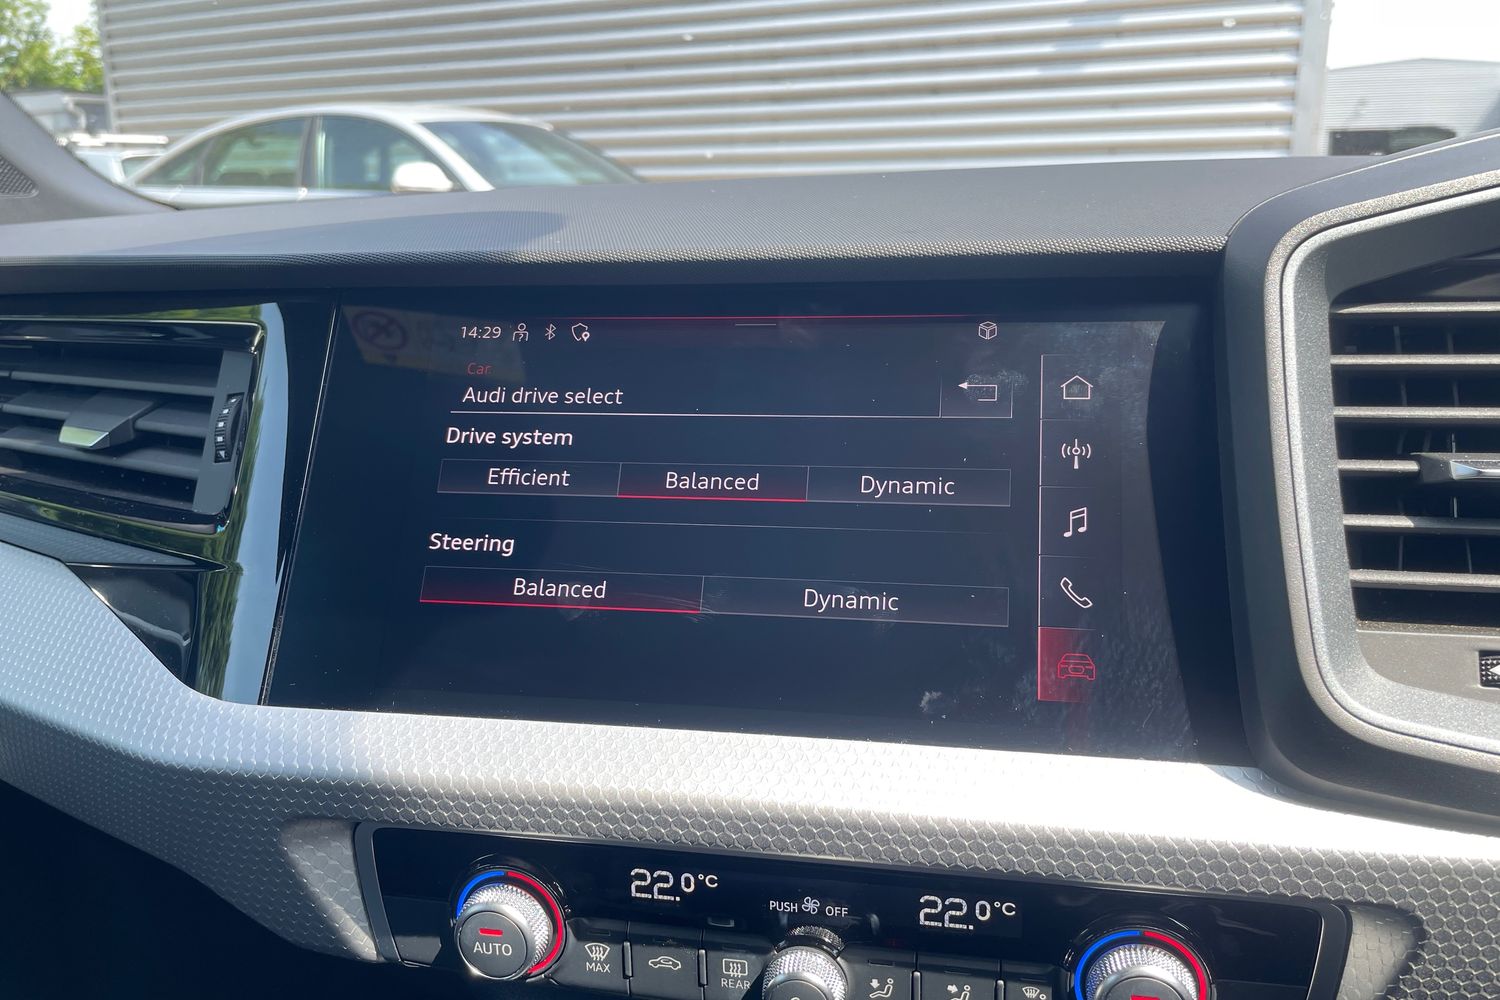 14:29
Car
Audi drive select
Drive system
Efficient Balanced Dynamic
Steering
Balanced Dynamic
22.0°C
PUSH OFF
22.0°C
AUTO
MAX
REAR